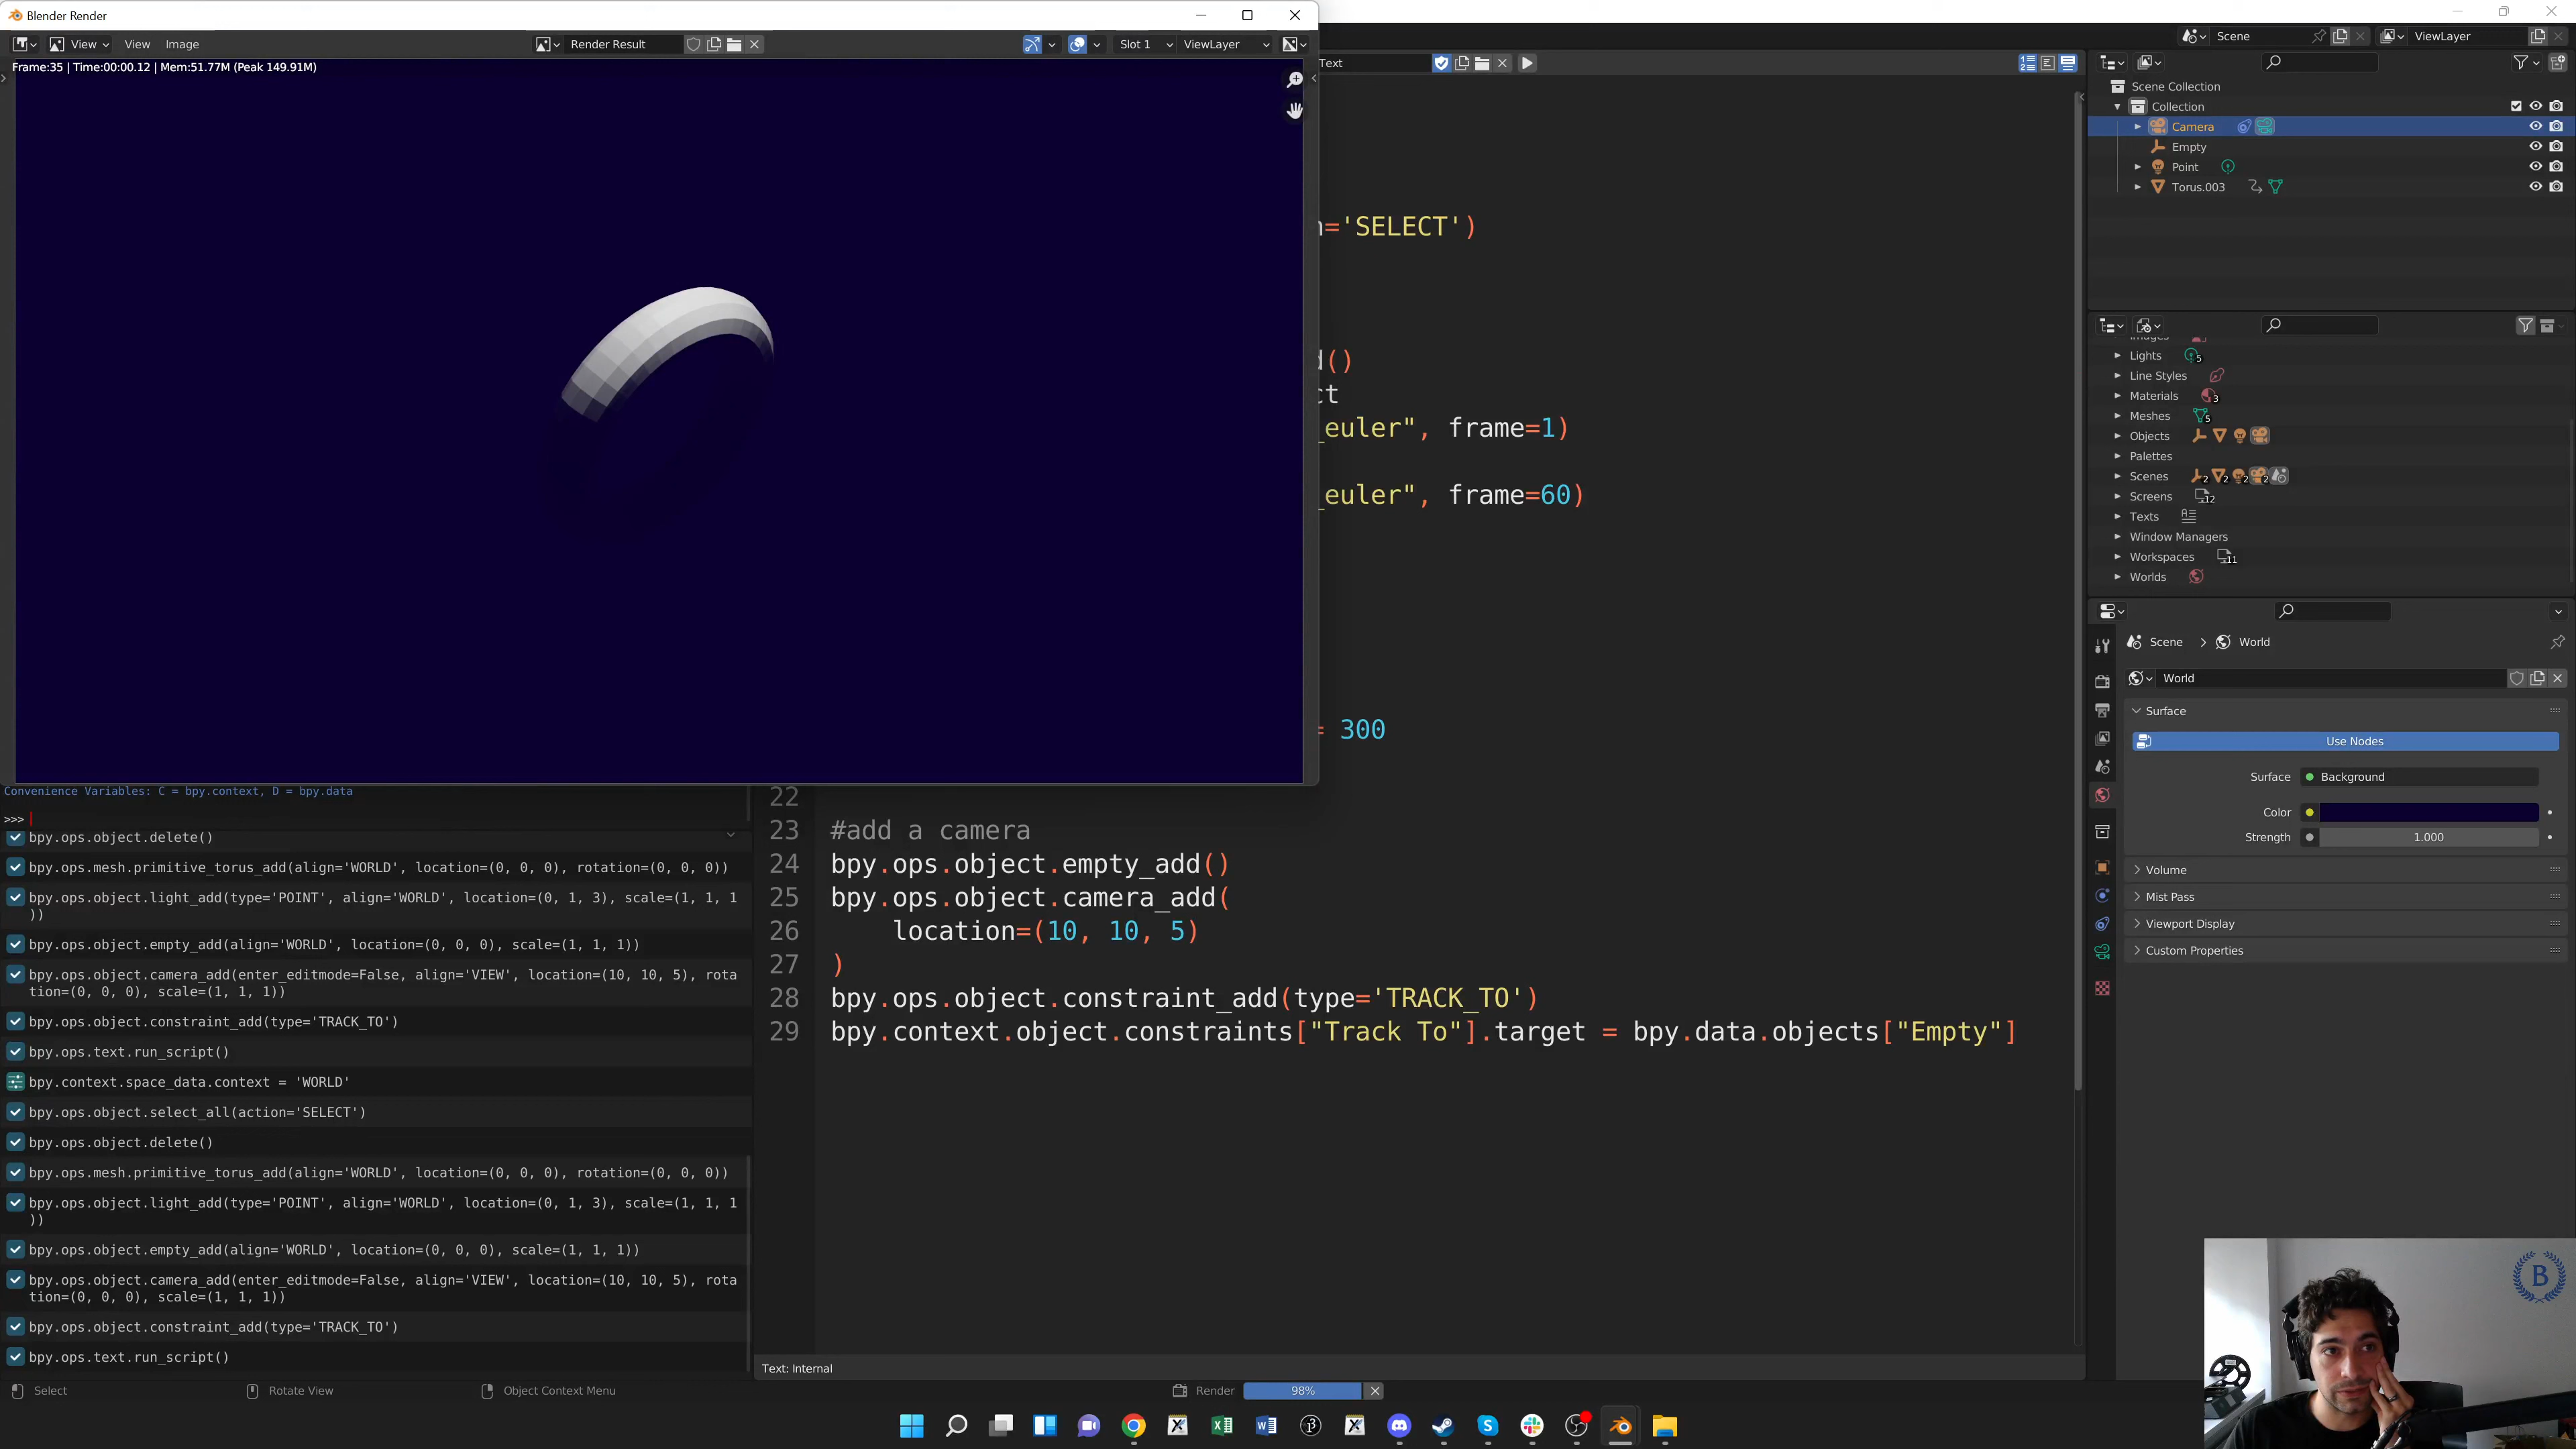 Blender Render
View View Image Render Result Slot 1 ViewLayer
Frame:35 | Time:00:00.12 | Mem:51.77M (Peak 149.91M)
Scene ViewLayer
Text
='SELECT')
()
ct
_euler", frame=1)
_euler", frame=60)
= 300
22
23 #add a camera
24 bpy.ops.object.empty_add()
25 bpy.ops.object.camera_add(
26 location=(10, 10, 5)
27 )
28 bpy.ops.object.constraint_add(type='TRACK_TO')
29 bpy.context.object.constraints["Track To"].target = bpy.data.objects["Empty"]
Text: Internal
Convenience Variables: C = bpy.context, D = bpy.data
>>>
bpy.ops.object.delete()
bpy.ops.mesh.primitive_torus_add(align='WORLD', location=(0, 0, 0), rotation=(0, 0, 0))
bpy.ops.object.light_add(type='POINT', align='WORLD', location=(0, 1, 3), scale=(1, 1, 1
))
bpy.ops.object.empty_add(align='WORLD', location=(0, 0, 0), scale=(1, 1, 1))
bpy.ops.object.camera_add(enter_editmode=False, align='VIEW', location=(10, 10, 5), rota
tion=(0, 0, 0), scale=(1, 1, 1))
bpy.ops.object.constraint_add(type='TRACK_TO')
bpy.ops.text.run_script()
bpy.context.space_data.context = 'WORLD'
bpy.ops.object.select_all(action='SELECT')
bpy.ops.object.delete()
bpy.ops.mesh.primitive_torus_add(align='WORLD', location=(0, 0, 0), rotation=(0, 0, 0))
bpy.ops.object.light_add(type='POINT', align='WORLD', location=(0, 1, 3), scale=(1, 1, 1
))
bpy.ops.object.empty_add(align='WORLD', location=(0, 0, 0), scale=(1, 1, 1))
bpy.ops.object.camera_add(enter_editmode=False, align='VIEW', location=(10, 10, 5), rota
tion=(0, 0, 0), scale=(1, 1, 1))
bpy.ops.object.constraint_add(type='TRACK_TO')
bpy.ops.text.run_script()
Select Rotate View Object Context Menu Render 98%
Scene Collection
Collection
Camera
Empty
Point
Torus.003
Lights 5
Line Styles
Materials 3
Meshes 5
Objects
Palettes
Scenes 2 2 2 2
Screens 12
Texts
Window Managers
Workspaces 11
Worlds
Scene > World
World
Surface
Use Nodes
Surface Background
Color
Strength 1.000
Volume
Mist Pass
Viewport Display
Custom Properties
B